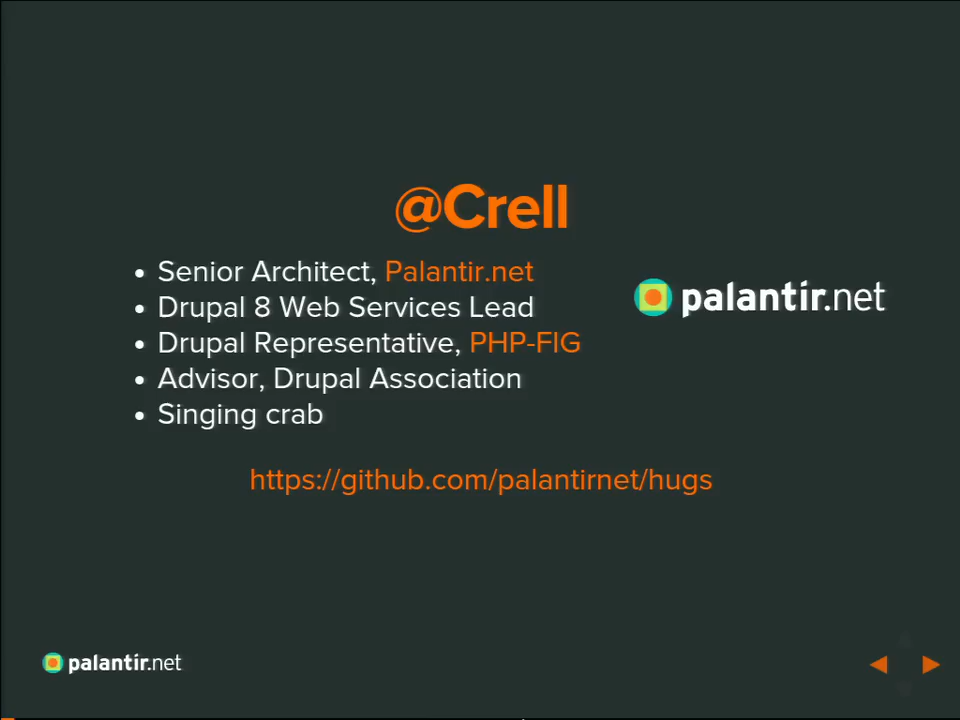 @Crell
• Senior Architect, Palantir.net
• Drupal 8 Web Services Lead
• Drupal Representative, PHP-FIG
• Advisor, Drupal Association
• Singing crab
palantir.net
https://github.com/palantirnet/hugs
palantir.net